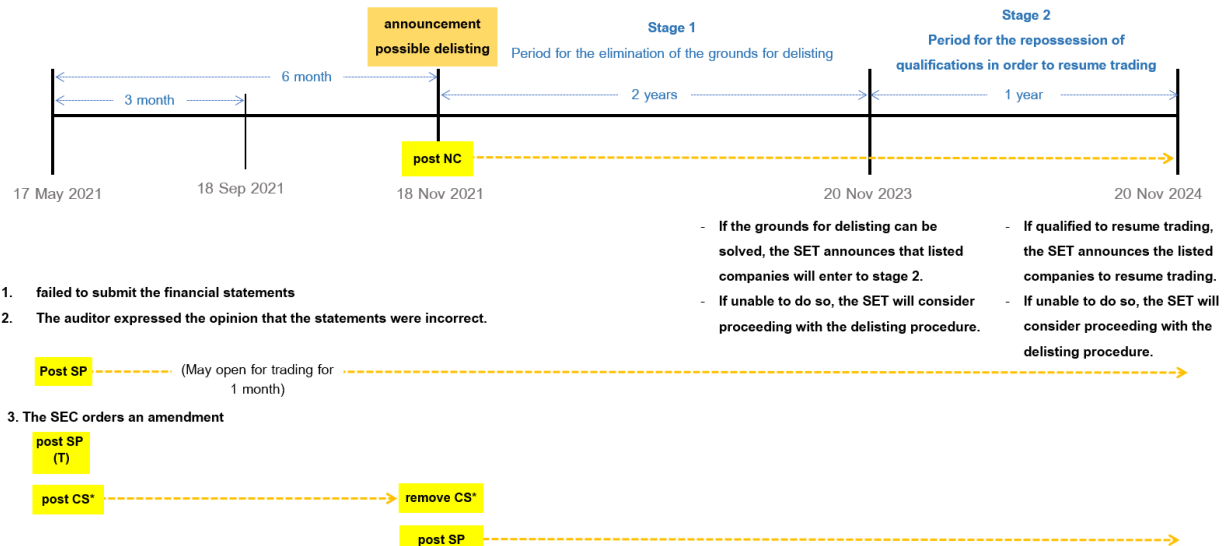 announcement
possible delisting
Stage 1
Period for the elimination of the grounds for delisting
Stage 2
Period for the repossession of
qualifications in order to resume trading
6 month
3 month
2 years
1 year
post NC
17 May 2021
18 Sep 2021
18 Nov 2021
20 Nov 2023
20 Nov 2024
- If the grounds for delisting can be
solved, the SET announces that listed
companies will enter to stage 2.
- If unable to do so, the SET will consider
proceeding with the delisting procedure.
- If qualified to resume trading,
the SET announces the listed
companies to resume trading.
- If unable to do so, the SET will
consider proceeding with the
delisting procedure.
1. failed to submit the financial statements
2. The auditor expressed the opinion that the statements were incorrect.
Post SP
(May open for trading for
1 month)
3. The SEC orders an amendment
post SP
(T)
post CS*
remove CS*
post SP